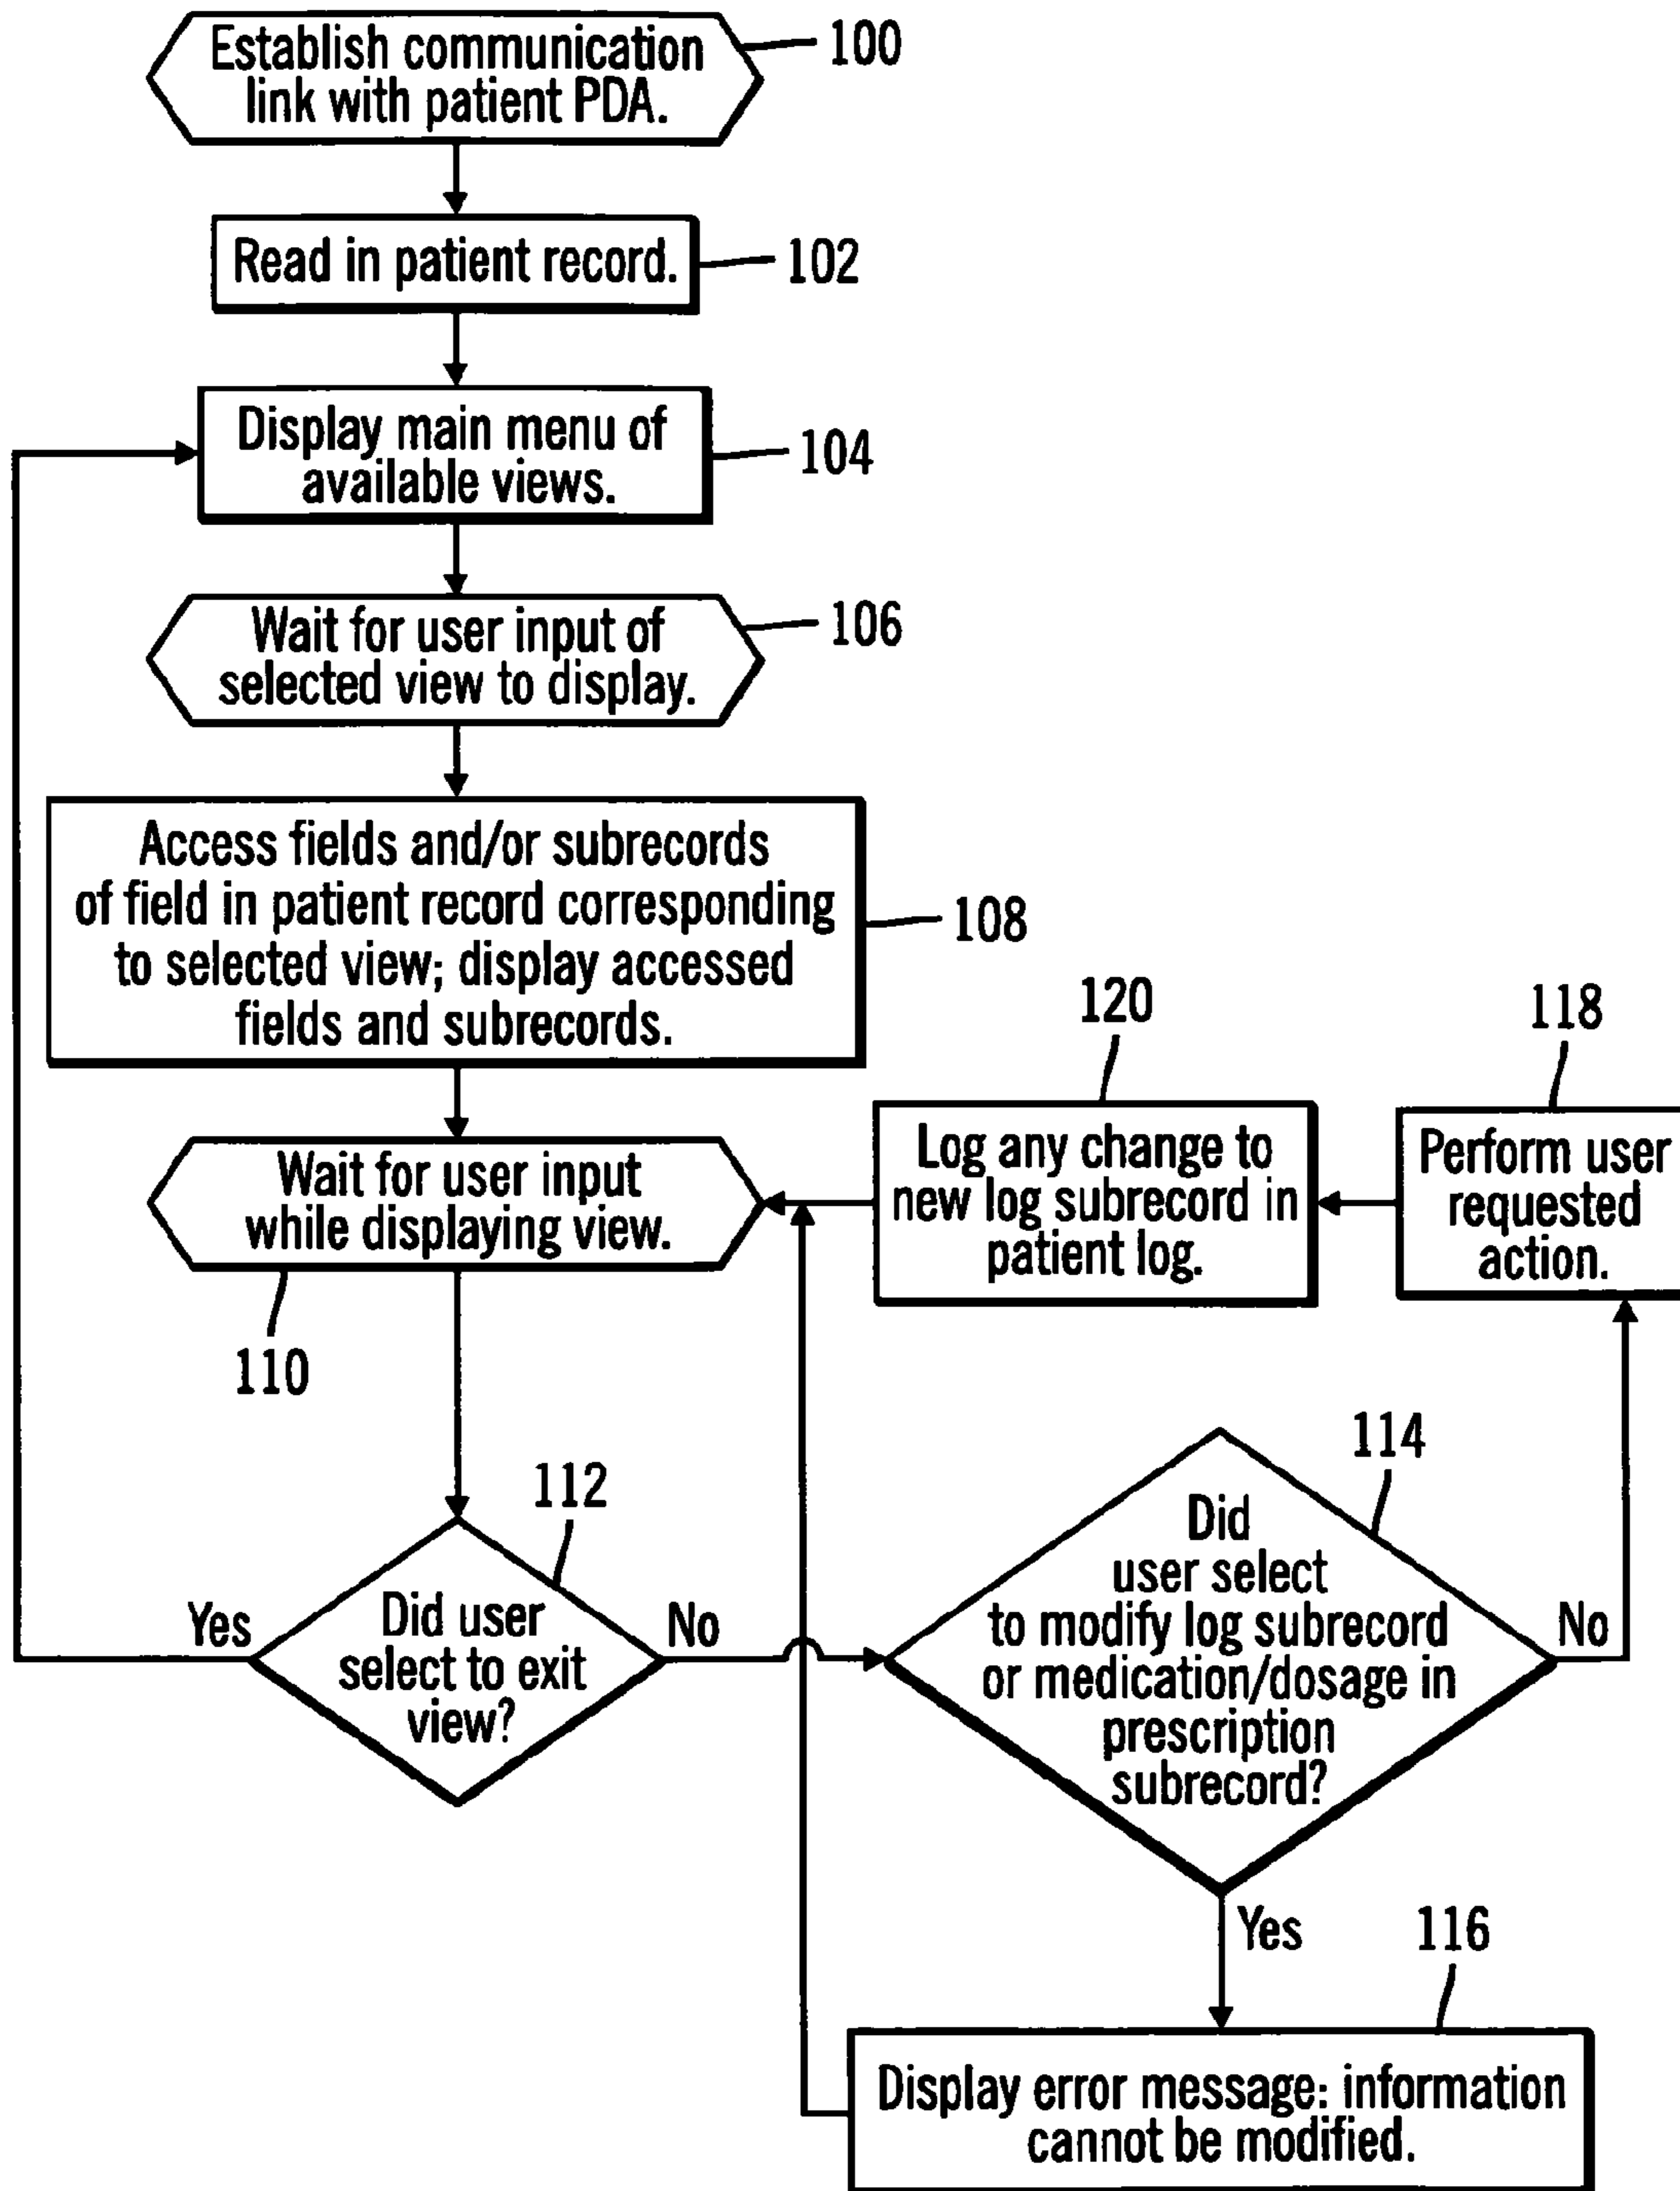 Establish communication
link with patient PDA.
100
Read in patient record.
102
Display main menu of
available views.
104
Wait for user input of
selected view to display.
106
Access fields and/or subrecords
of field in patient record corresponding
to selected view; display accessed
fields and subrecords.
108
Wait for user input
while displaying view.
110
Did user
select to exit
view?
112
Yes
No
Did
user select
to modify log subrecord
or medication/dosage in
prescription
subrecord?
114
No
Yes
Display error message: information
cannot be modified.
116
Perform user
requested
action.
118
Log any change to
new log subrecord in
patient log.
120